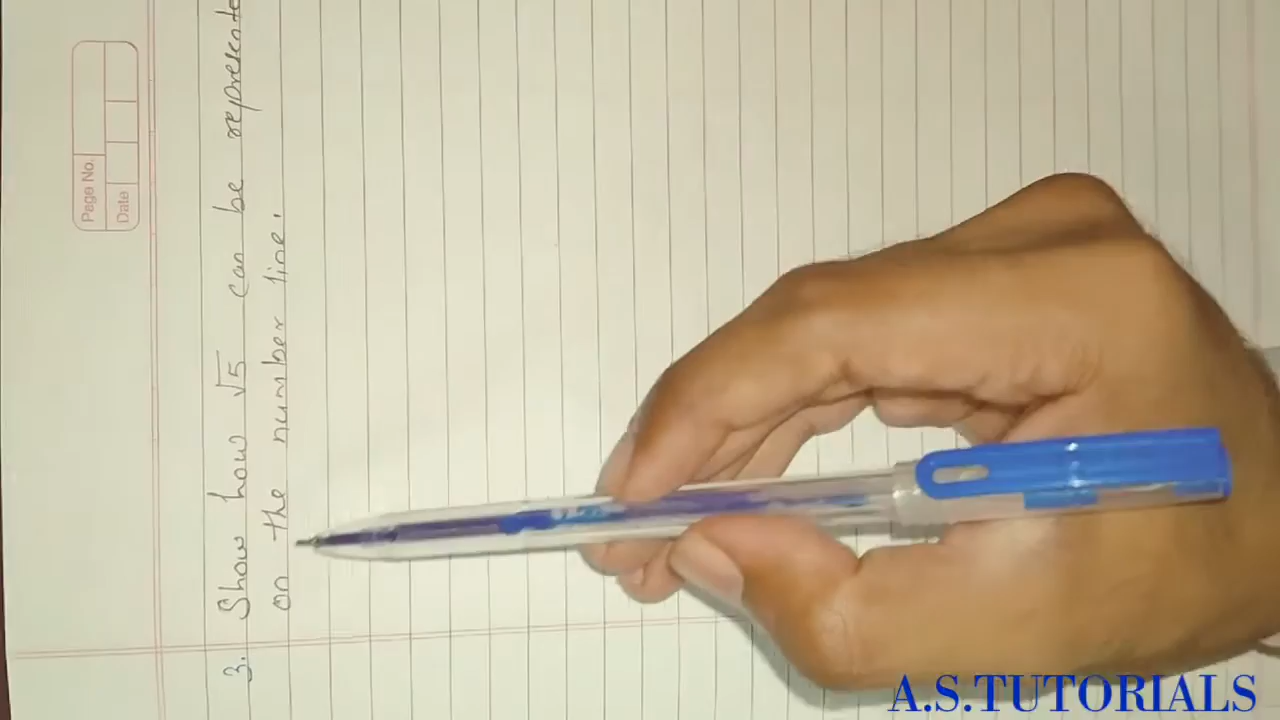 Page No.
Date
3. Show how √5 can be represente
on the number line.
A.S.TUTORIALS